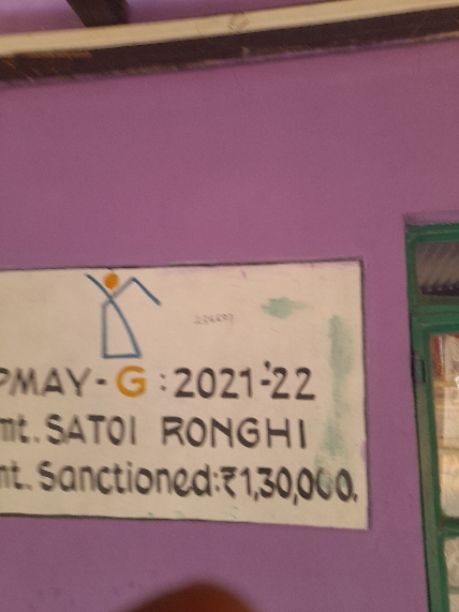 PMAY-G : 2021-'22
mt. SATOI RONGHI
nt. Sanctioned:₹1,30,000.